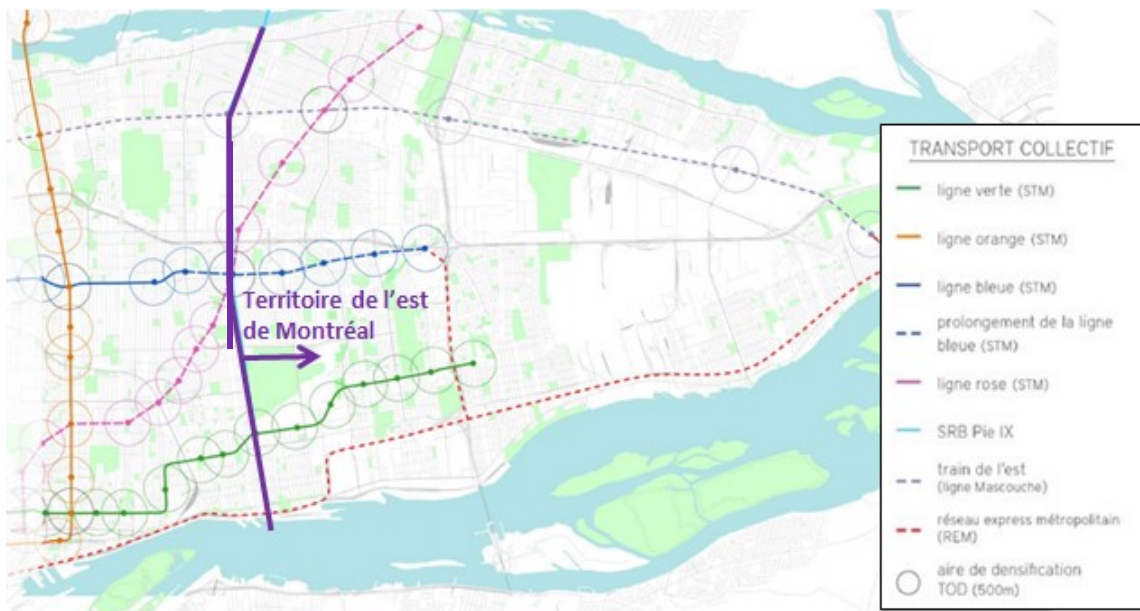 Territoire de l'est
de Montréal
TRANSPORT COLLECTIF
ligne verte (STM)
ligne orange (STM)
ligne bleue (STM)
prolongement de la ligne
bleue (STM)
ligne rose (STM)
SRB Pie IX
train de l'est
(ligne Mascouche)
réseau express métropolitain
(REM)
aire de densification
TOD (500m)